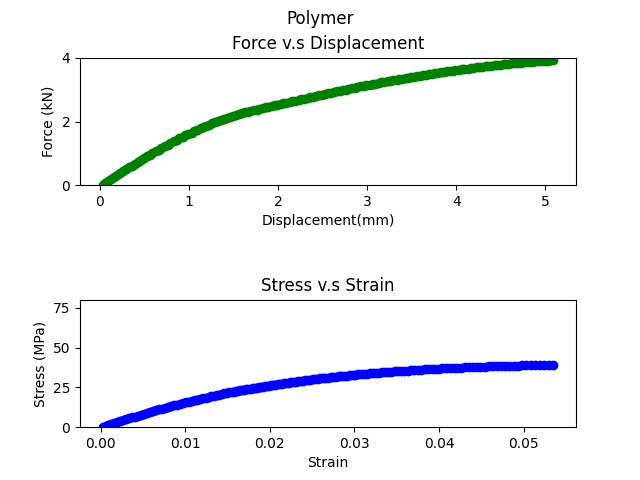 Polymer
Force v.s Displacement
4
2
0
Force (kN)
0 1 2 3 4 5
Displacement(mm)
Stress v.s Strain
75
50
25
0
Stress (MPa)
0.00 0.01 0.02 0.03 0.04 0.05
Strain